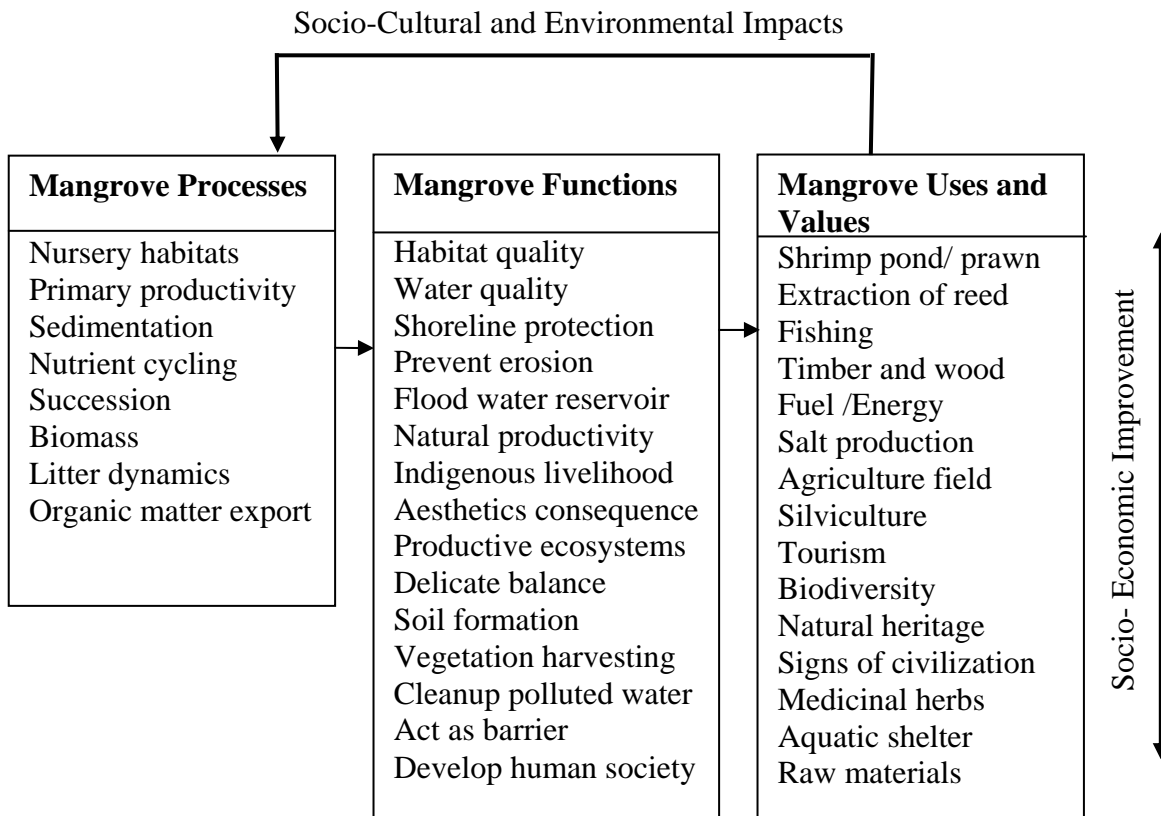 Socio-Cultural and Environmental Impacts
Mangrove Processes
Nursery habitats
Primary productivity
Sedimentation
Nutrient cycling
Succession
Biomass
Litter dynamics
Organic matter export
Mangrove Functions
Habitat quality
Water quality
Shoreline protection
Prevent erosion
Flood water reservoir
Natural productivity
Indigenous livelihood
Aesthetics consequence
Productive ecosystems
Delicate balance
Soil formation
Vegetation harvesting
Cleanup polluted water
Act as barrier
Develop human society
Mangrove Uses and
Values
Shrimp pond/ prawn
Extraction of reed
Fishing
Timber and wood
Fuel /Energy
Salt production
Agriculture field
Silviculture
Tourism
Biodiversity
Natural heritage
Signs of civilization
Medicinal herbs
Aquatic shelter
Raw materials
Socio- Economic Improvement